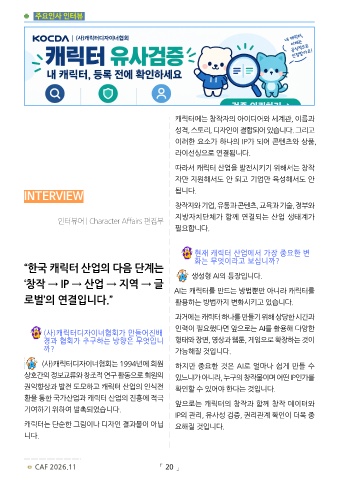 주요인사 인터뷰
KOCDA | (사)캐릭터디자이너협회
캐릭터 유사검증
내 캐릭터, 등록 전에 확인하세요
INTERVIEW
인터뷰어 | Character Affairs 편집부
“한국 캐릭터 산업의 다음 단계는
‘창작 → IP → 산업 → 지역 → 글
로벌’의 연결입니다.”
(사)캐릭터디자이너협회가 만들어진배
경과 협회가 추구하는 방향은 무엇입니
까?
(사)캐릭터디자이너협회는 1994년에 회원
상호간의 정보교류와 창조적 연구 활동으로 회원의
권익향상과 발전 도모하고 캐릭터 산업의 인식전
환을 통한 국가산업과 캐릭터 산업의 진흥에 적극
기여하기 위하여 발족되었습니다.
캐릭터는 단순한 그림이나 디자인 결과물이 아닙
니다.
캐릭터에는 창작자의 아이디어와 세계관, 이름과
성격, 스토리, 디자인이 결합되어 있습니다. 그리고
이러한 요소가 하나의 IP가 되어 콘텐츠와 상품,
라이선싱으로 연결됩니다.
따라서 캐릭터 산업을 발전시키기 위해서는 창작
자만 지원해서도 안 되고 기업만 육성해서도 안
됩니다.
창작자와 기업, 유통과 콘텐츠, 교육과 기술, 정부와
지방자치단체가 함께 연결되는 산업 생태계가
필요합니다.
현재 캐릭터 산업에서 가장 중요한 변
화는 무엇이라고 보십니까?
생성형 AI의 등장입니다.
AI는 캐릭터를 만드는 방법뿐만 아니라 캐릭터를
활용하는 방법까지 변화시키고 있습니다.
과거에는 캐릭터 하나를 만들기 위해 상당한 시간과
인력이 필요했다면 앞으로는 AI를 활용해 다양한
형태와 장면, 영상과 웹툰, 게임으로 확장하는 것이
가능해질 것입니다.
하지만 중요한 것은 AI로 얼마나 쉽게 만들 수
있느냐가 아니라, 누구의 창작물이며 어떤 IP인가를
확인할 수 있어야 한다는 것입니다.
앞으로는 캐릭터의 창작과 함께 창작 데이터와
IP의 관리, 유사성 검증, 권리관계 확인이 더욱 중
요해질 것입니다.
CAF 2026,11
「 20 」